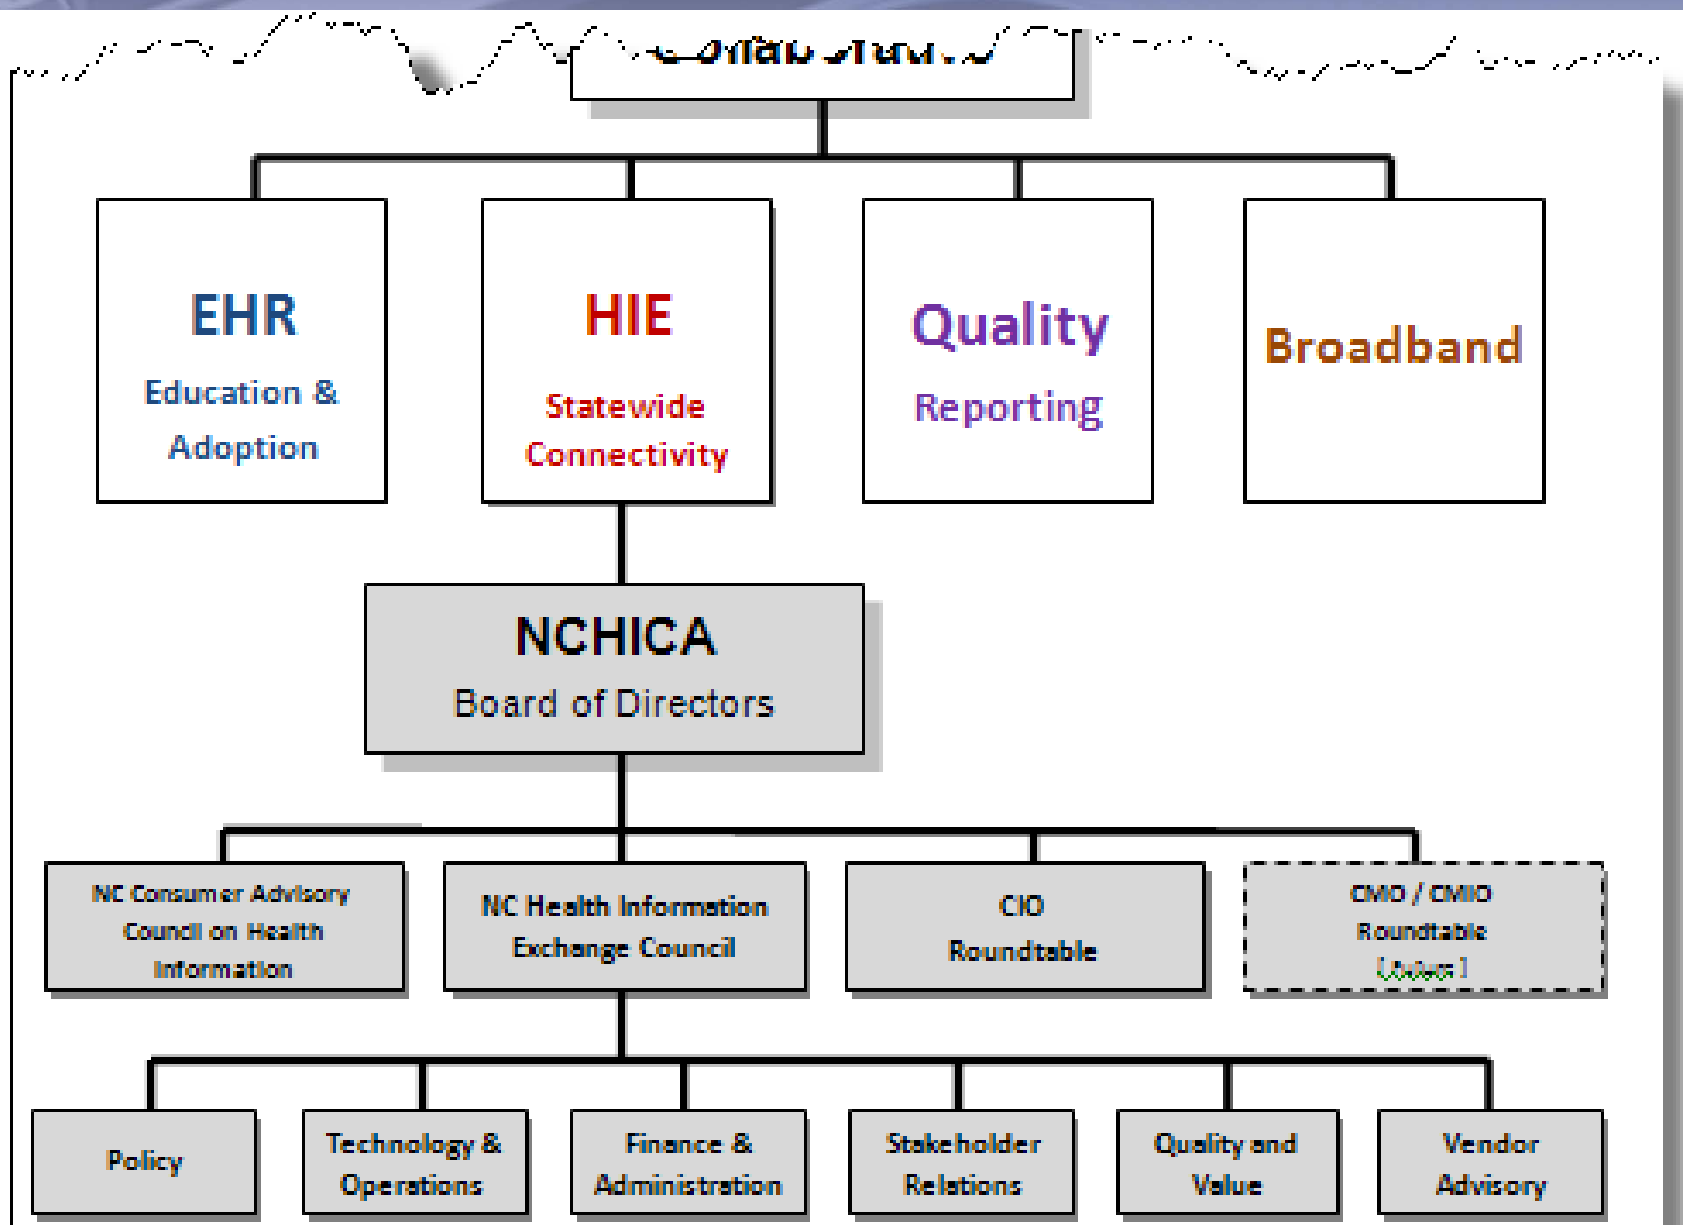 EHR
Education &
Adoption
HIE
Statewide
Connectivity
Quality
Reporting
Broadband
NCHICA
Board of Directors
NC Consumer Advisory
Council on Health
Information
NC Health Information
Exchange Council
CIO
Roundtable
CMO / CMIO
Roundtable
Policy
Technology &
Operations
Finance &
Administration
Stakeholder
Relations
Quality and
Value
Vendor
Advisory